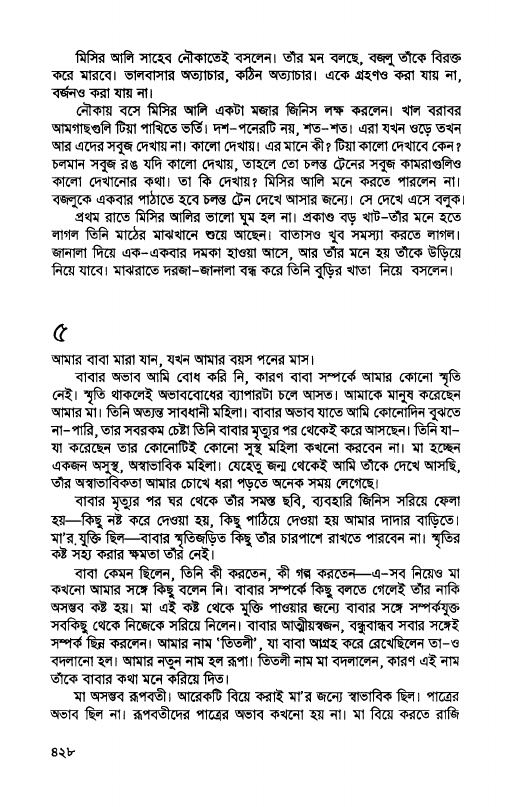 মিসির আলি সাহেব নৌকাতেই বসলেন। তাঁর মন বলছে, বজলু তাঁকে বিরক্ত
করে মারবে। ভালবাসার অত্যাচার, কঠিন অত্যাচার। একে গ্রহণও করা যায় না,
বর্জনও করা যায় না।
নৌকায় বসে মিসির আলি একটা মজার জিনিস লক্ষ করলেন। খাল বরাবর
আমগাছগুলি টিয়া পাখিতে ভর্তি। দশ-পনেরটি নয়, শত-শত। এরা যখন ওড়ে তখন
আর এদের সবুজ দেখায় না। কালো দেখায়। এর মানে কী? টিয়া কালো দেখাবে কেন?
চলমান সবুজ রঙ যদি কালো দেখায়, তাহলে তো চলন্ত ট্রেনের সবুজ কামরাগুলিও
কালো দেখানোর কথা। তা কি দেখায়? মিসির আলি মনে করতে পারলেন না।
বজলুকে একবার পাঠাতে হবে চলন্ত ট্রেন দেখে আসার জন্যে। সে দেখে এসে বলুক।
প্রথম রাতে মিসির আলির ভালো ঘুম হল না। প্রকাণ্ড বড় খাট-তাঁর মনে হতে
লাগল তিনি মাঠের মাঝখানে শুয়ে আছেন। বাতাসও খুব সমস্যা করতে লাগল।
জানালা দিয়ে এক-একবার দমকা হাওয়া আসে, আর তাঁর মনে হয় তাঁকে উড়িয়ে
নিয়ে যাবে। মাঝরাতে দরজা-জানালা বন্ধ করে তিনি বুড়ির খাতা নিয়ে বসলেন।
৫
আমার বাবা মারা যান, যখন আমার বয়স পনের মাস।
বাবার অভাব আমি বোধ করি নি, কারণ বাবা সম্পর্কে আমার কোনো স্মৃতি
নেই। স্মৃতি থাকলেই অভাববোধের ব্যাপারটা চলে আসত। আমাকে মানুষ করেছেন
আমার মা। তিনি অত্যন্ত সাবধানী মহিলা। বাবার অভাব যাতে আমি কোনোদিন বুঝতে
না-পারি, তার সবরকম চেষ্টা তিনি বাবার মৃত্যুর পর থেকেই করে আসছেন। তিনি যা-
যা করেছেন তার কোনোটিই কোনো সুস্থ মহিলা কখনো করবেন না। মা হচ্ছেন
একজন অসুস্থ, অস্বাভাবিক মহিলা। যেহেতু জন্ম থেকেই আমি তাঁকে দেখে আসছি,
তাঁর অস্বাভাবিকতা আমার চোখে ধরা পড়তে অনেক সময় লেগেছে।
বাবার মৃত্যুর পর ঘর থেকে তাঁর সমস্ত ছবি, ব্যবহারি জিনিস সরিয়ে ফেলা
হয়—কিছু নষ্ট করে দেওয়া হয়, কিছু পাঠিয়ে দেওয়া হয় আমার দাদার বাড়িতে।
মা'র যুক্তি ছিল—বাবার স্মৃতিজড়িত কিছু তাঁর চারপাশে রাখতে পারবেন না। স্মৃতির
কষ্ট সহ্য করার ক্ষমতা তাঁর নেই।
বাবা কেমন ছিলেন, তিনি কী করতেন, কী গল্প করতেন—এ-সব নিয়েও মা
কখনো আমার সঙ্গে কিছু বলেন নি। বাবার সম্পর্কে কিছু বলতে গেলেই তাঁর নাকি
অসম্ভব কষ্ট হয়। মা এই কষ্ট থেকে মুক্তি পাওয়ার জন্যে বাবার সঙ্গে সম্পর্কযুক্ত
সবকিছু থেকে নিজেকে সরিয়ে নিলেন। বাবার আত্মীয়স্বজন, বন্ধুবান্ধব সবার সঙ্গেই
সম্পর্ক ছিন্ন করলেন। আমার নাম 'তিতলী', যা বাবা আগ্রহ করে রেখেছিলেন তা-ও
বদলানো হল। আমার নতুন নাম হল রূপা। তিতলী নাম মা বদলালেন, কারণ এই নাম
তাঁকে বাবার কথা মনে করিয়ে দিত।
মা অসম্ভব রূপবতী। আরেকটি বিয়ে করাই মা'র জন্যে স্বাভাবিক ছিল। পাত্রের
অভাব ছিল না। রূপবতীদের পাত্রের অভাব কখনো হয় না। মা বিয়ে করতে রাজি
৪২৮